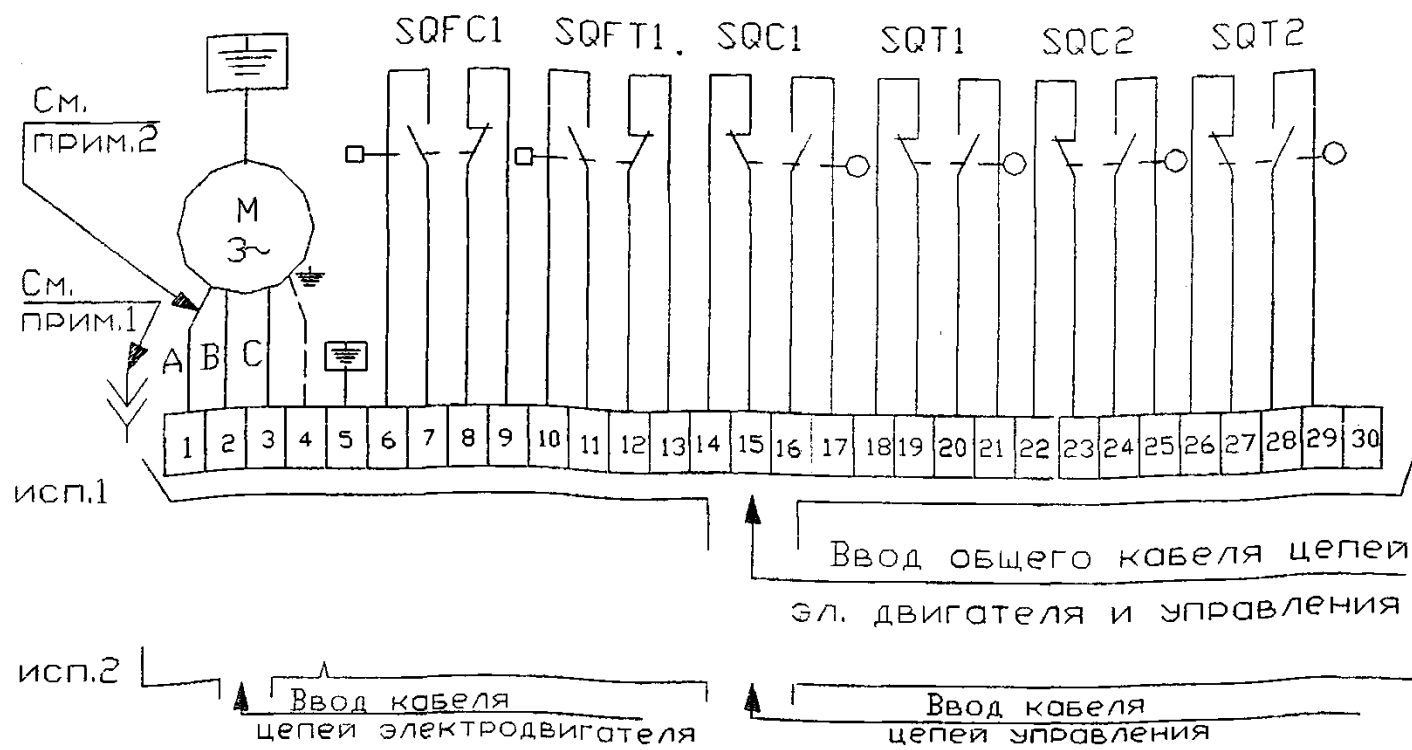 SQFC1 SQFT1. SQC1 SQT1 SQC2 SQT2
См.
прим.2
М
3~
См.
прим.1
А В С
1 2 3 4 5 6 7 8 9 10 11 12 13 14 15 16 17 18 19 20 21 22 23 24 25 26 27 28 29 30
исп.1
Ввод общего кабеля цепей
эл. двигателя и управления
исп.2
Ввод кабеля
цепей электродвигателя
Ввод кабеля
цепей управления